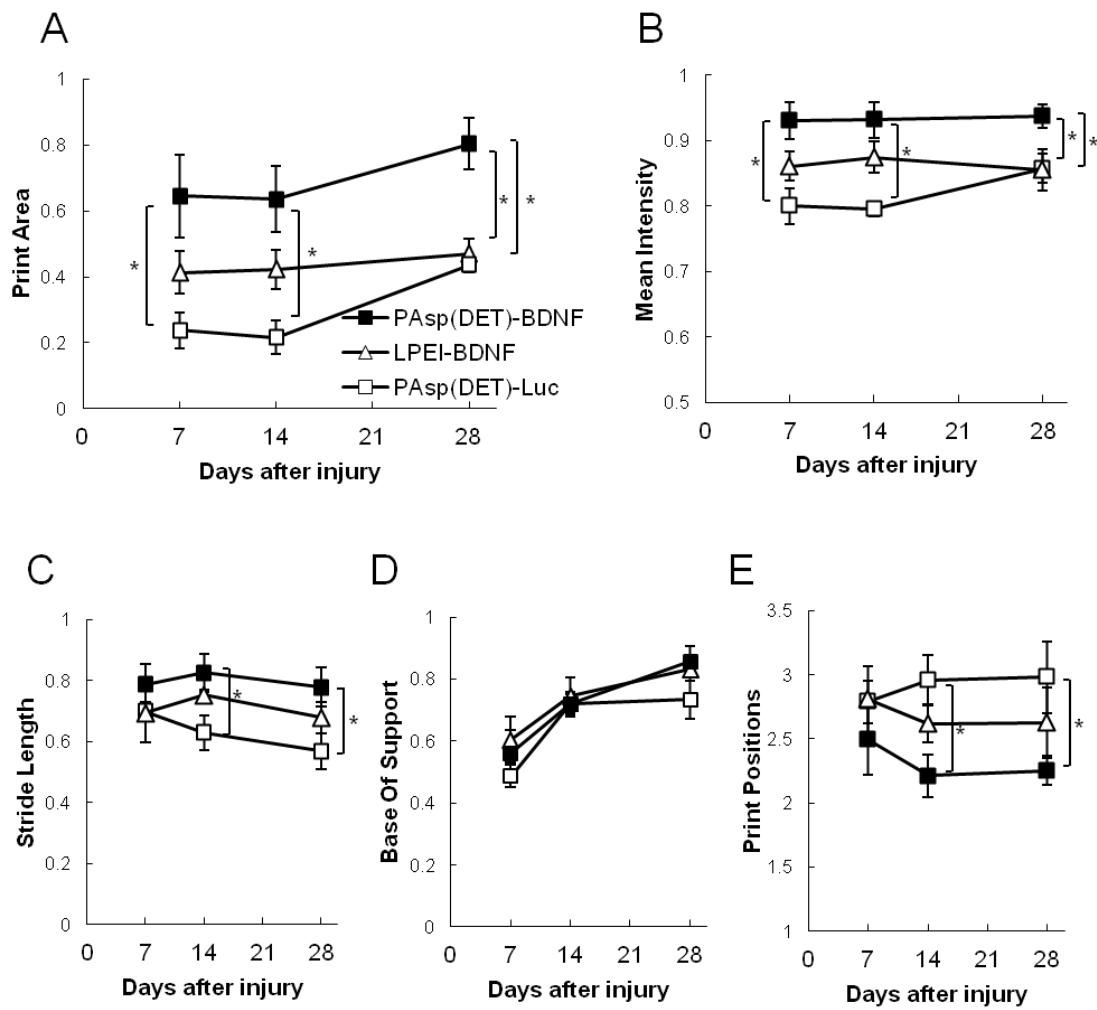 A
1
0.8
0.6
0.4
0.2
0
Print Area
*
*
*
*
PAsp(DET)-BDNF
LPEI-BDNF
PAsp(DET)-Luc
0 7 14 21 28
Days after injury
B
1
0.9
0.8
0.7
0.6
0.5
Mean Intensity
*
*
*
*
0 7 14 21 28
Days after injury
C
1
0.8
0.6
0.4
0.2
0
Stride Length
*
*
0 7 14 21 28
Days after injury
D
1
0.8
0.6
0.4
0.2
0
Base Of Support
0 7 14 21 28
Days after injury
E
3.5
3
2.5
2
1.5
1
Print Positions
*
*
0 7 14 21 28
Days after injury